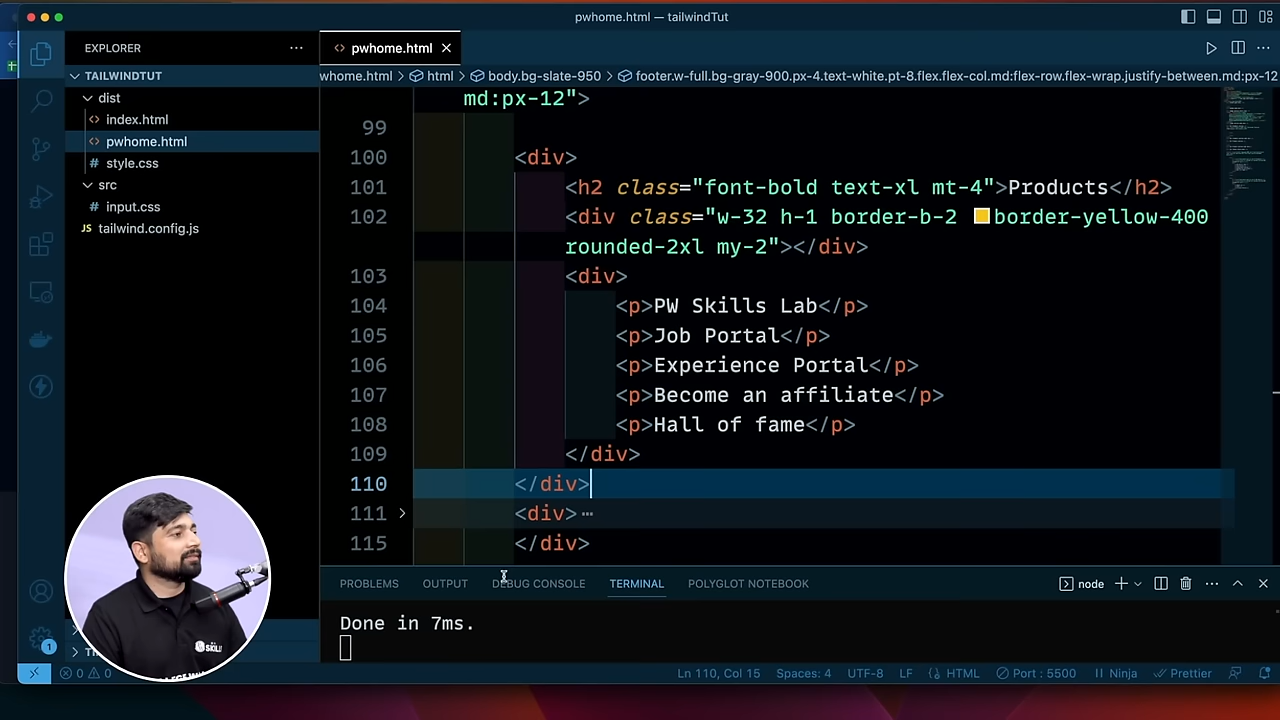 pwhome.html — tailwindTut
EXPLORER
pwhome.html
TAILWINDTUT
whome.html > html > body.bg-slate-950 > footer.w-full.bg-gray-900.px-4.text-white.pt-8.flex.flex-col.md:flex-row.flex-wrap.justify-between.md:px-12
dist
index.html
pwhome.html
style.css
src
input.css
JS tailwind.config.js
md:px-12">
99
100 <div>
101 <h2 class="font-bold text-xl mt-4">Products</h2>
102 <div class="w-32 h-1 border-b-2 border-yellow-400
rounded-2xl my-2"></div>
103 <div>
104 <p>PW Skills Lab</p>
105 <p>Job Portal</p>
106 <p>Experience Portal</p>
107 <p>Become an affiliate</p>
108 <p>Hall of fame</p>
109 </div>
110 </div>
111 <div>
115 </div>
PROBLEMS OUTPUT DEBUG CONSOLE TERMINAL POLYGLOT NOTEBOOK
node
Done in 7ms.
1
0 0
Ln 110, Col 15 Spaces: 4 UTF-8 LF HTML Port : 5500 Ninja Prettier